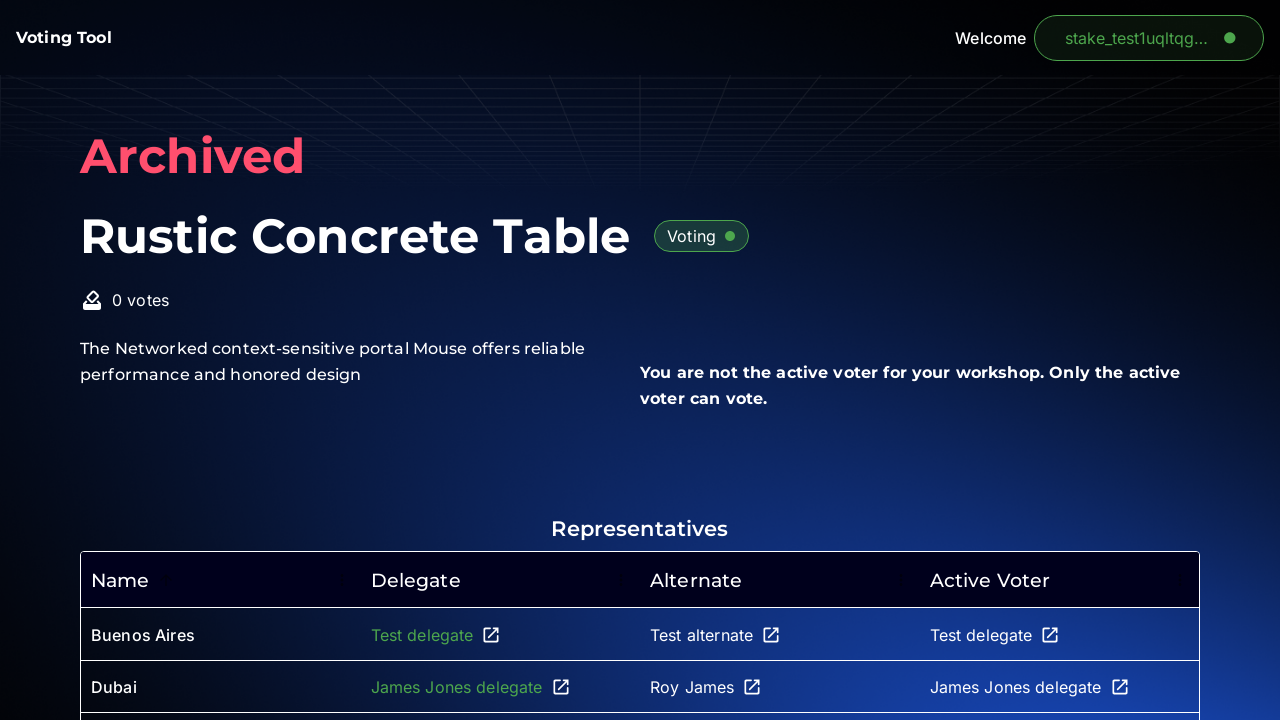 Voting Tool
Welcome
stake_test1uqltqg...
Archived
Rustic Concrete Table
Voting
0 votes
The Networked context-sensitive portal Mouse offers reliable
performance and honored design
You are not the active voter for your workshop. Only the active
voter can vote.
Representatives
Name Delegate Alternate Active Voter
Buenos Aires Test delegate Test alternate Test delegate
Dubai James Jones delegate Roy James James Jones delegate